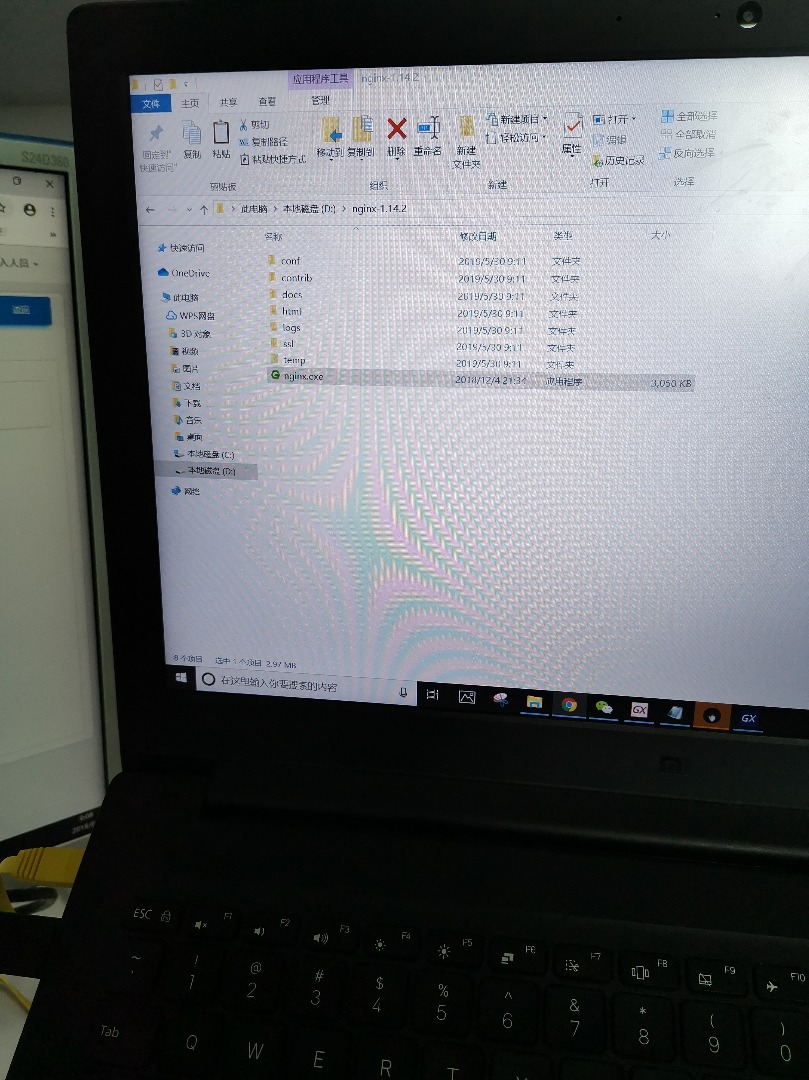 S24D360
应用程序工具 nginx-1.14.2
文件 主页 共享 查看 管理
固定到"快速访问"
复制
粘贴
剪切
复制路径
粘贴快捷方式
剪贴板
移动到 复制到 删除 重命名
组织
新建
文件夹
新建项目
轻松访问
新建
属性
打开
编辑
历史记录
打开
全部选择
全部取消
反向选择
选择
此电脑 > 本地磁盘 (D:) > nginx-1.14.2
名称 修改日期 类型 大小
conf 2019/5/30 9:11 文件夹
contrib 2019/5/30 9:11 文件夹
docs 2019/5/30 9:11 文件夹
html 2019/5/30 9:11 文件夹
logs 2019/5/30 9:11 文件夹
ssl 2019/5/30 9:11 文件夹
temp 2019/5/30 9:11 文件夹
nginx.exe 2018/12/4 21:34 应用程序 3,050 KB
快速访问
OneDrive
此电脑
WPS网盘
3D 对象
视频
图片
文档
下载
音乐
桌面
本地磁盘 (C:)
本地磁盘 (D:)
网络
8 个项目 选中 1 个项目 2.97 MB
在这里输入你要搜索的内容
GX
GX
入人员
ESC F1 F2 F3 F4 F5 F6 F7 F8 F9 F10
~ ! @ # $ % ^ & * ( )
1 2 3 4 5 6 7 8 9 0
Tab Q W E R T